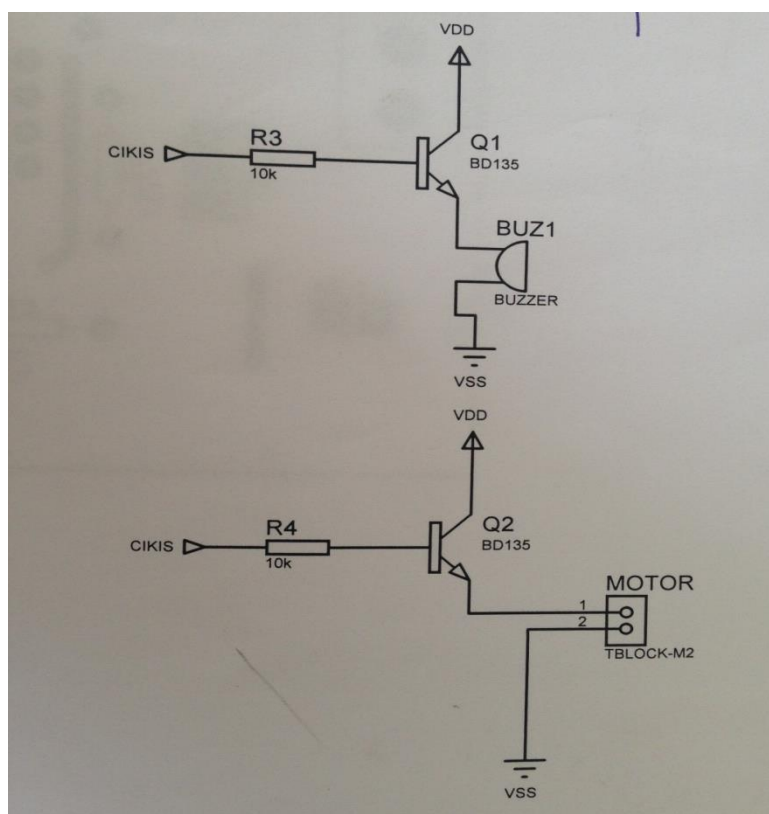 VDD
CIKIS
R3
10k
Q1
BD135
BUZ1
BUZZER
VSS
VDD
CIKIS
R4
10k
Q2
BD135
MOTOR
1
2
TBLOCK-M2
VSS